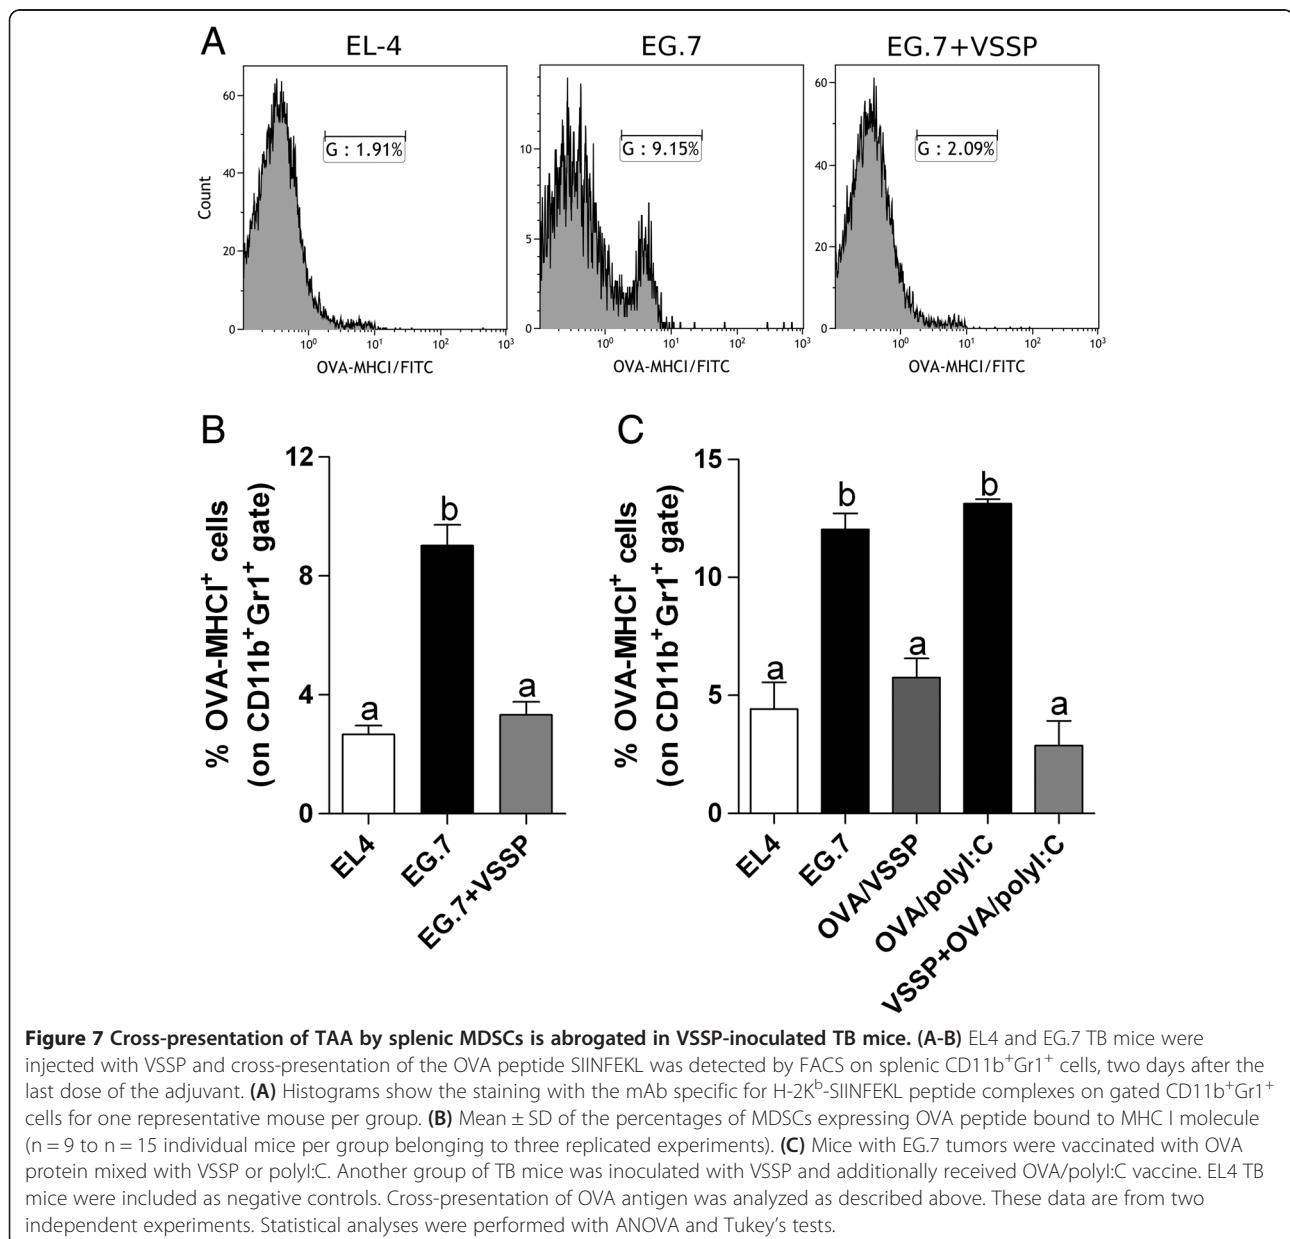 A
EL-4
EG.7
EG.7+VSSP
60
40
20
0
Count
G : 1.91%
10⁰ 10¹ 10² 10³
OVA-MHCI/FITC
10
5
0
G : 9.15%
10⁰ 10¹ 10² 10³
OVA-MHCI/FITC
60
40
20
0
G : 2.09%
10⁰ 10¹ 10² 10³
OVA-MHCI/FITC
B
% OVA-MHCI⁺ cells
(on CD11b⁺Gr1⁺ gate)
12
8
4
0
a
b
a
EL4
EG.7
EG.7+VSSP
C
% OVA-MHCI⁺ cells
(on CD11b⁺Gr1⁺ gate)
15
10
5
0
a
b
a
b
a
EL4
EG.7
OVA/VSSP
OVA/polyI:C
VSSP+OVA/polyI:C
Figure 7 Cross-presentation of TAA by splenic MDSCs is abrogated in VSSP-inoculated TB mice. (A-B) EL4 and EG.7 TB mice were
injected with VSSP and cross-presentation of the OVA peptide SIINFEKL was detected by FACS on splenic CD11b⁺Gr1⁺ cells, two days after the
last dose of the adjuvant. (A) Histograms show the staining with the mAb specific for H-2Kᵇ-SIINFEKL peptide complexes on gated CD11b⁺Gr1⁺
cells for one representative mouse per group. (B) Mean ± SD of the percentages of MDSCs expressing OVA peptide bound to MHC I molecule
(n = 9 to n = 15 individual mice per group belonging to three replicated experiments). (C) Mice with EG.7 tumors were vaccinated with OVA
protein mixed with VSSP or polyI:C. Another group of TB mice was inoculated with VSSP and additionally received OVA/polyI:C vaccine. EL4 TB
mice were included as negative controls. Cross-presentation of OVA antigen was analyzed as described above. These data are from two
independent experiments. Statistical analyses were performed with ANOVA and Tukey's tests.